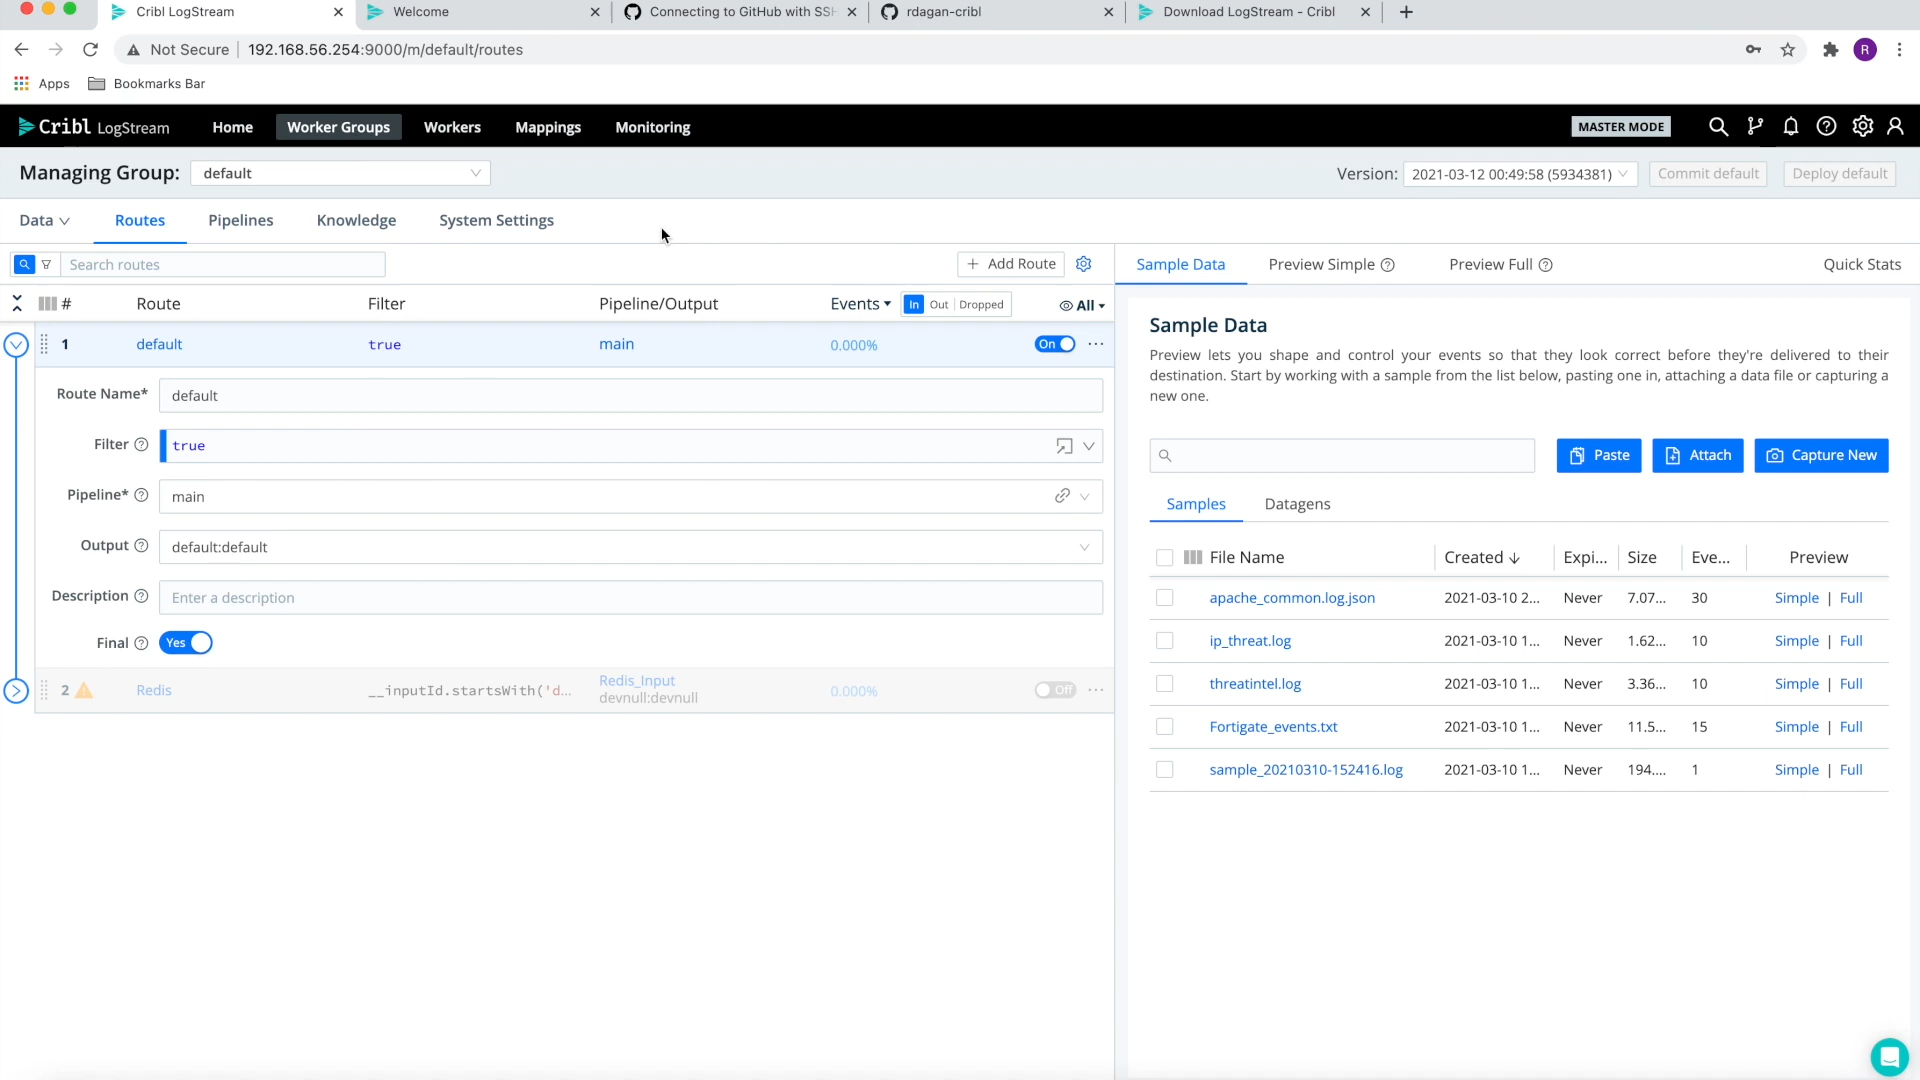 Cribl LogStream
Welcome
Connecting to GitHub with SSH
rdagan-cribl
Download LogStream - Cribl
Not Secure
192.168.56.254:9000/m/default/routes
R
Apps
Bookmarks Bar
Cribl LogStream
Home
Worker Groups
Workers
Mappings
Monitoring
MASTER MODE
Managing Group:
default
Version:
2021-03-12 00:49:58 (5934381)
Commit default
Deploy default
Data
Routes
Pipelines
Knowledge
System Settings
Search routes
+ Add Route
Sample Data
Preview Simple
Preview Full
Quick Stats
#
Route
Filter
Pipeline/Output
Events
In
Out
Dropped
All
1
default
true
main
0.000%
On
Route Name*
default
Filter
true
Pipeline*
main
Output
default:default
Description
Enter a description
Final
Yes
2
Redis
__inputId.startsWith('d...
Redis_Input
devnull:devnull
0.000%
Off
Sample Data
Preview lets you shape and control your events so that they look correct before they're delivered to their
destination. Start by working with a sample from the list below, pasting one in, attaching a data file or capturing a
new one.
Paste
Attach
Capture New
Samples
Datagens
File Name
Created
Expi...
Size
Eve...
Preview
apache_common.log.json
2021-03-10 2...
Never
7.07...
30
Simple | Full
ip_threat.log
2021-03-10 1...
Never
1.62...
10
Simple | Full
threatintel.log
2021-03-10 1...
Never
3.36...
10
Simple | Full
Fortigate_events.txt
2021-03-10 1...
Never
11.5...
15
Simple | Full
sample_20210310-152416.log
2021-03-10 1...
Never
194....
1
Simple | Full